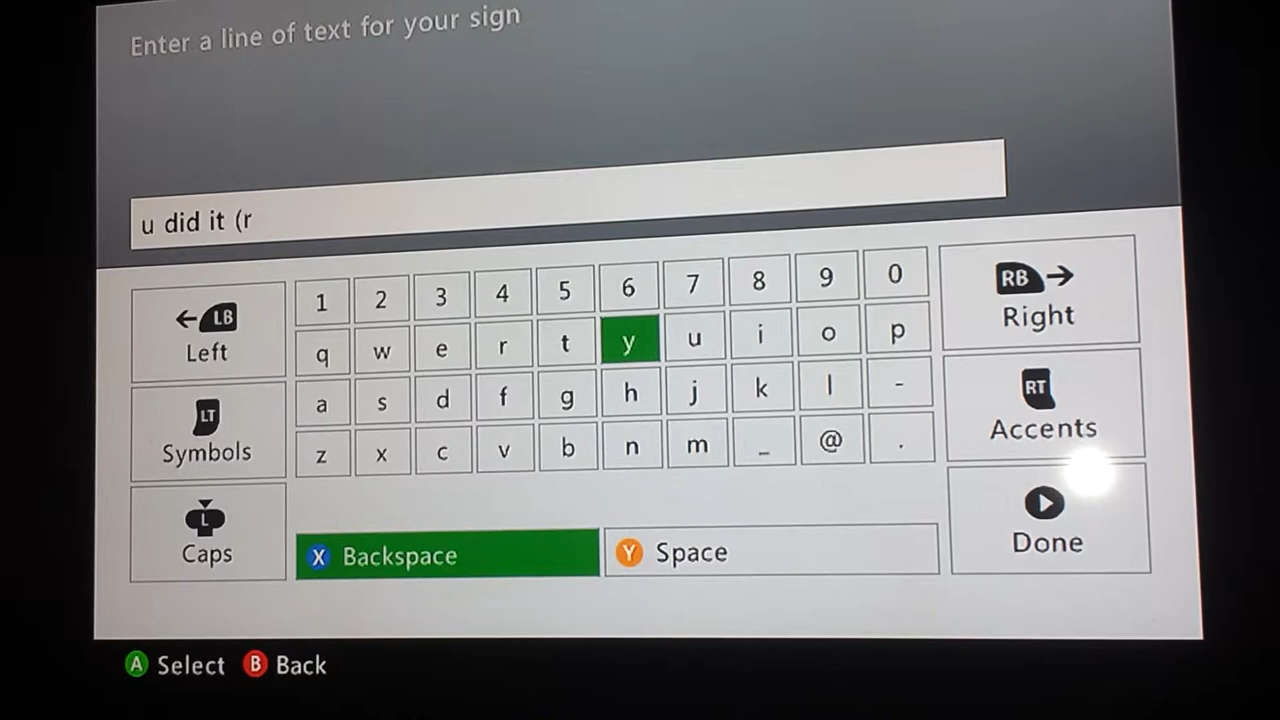 Enter a line of text for your sign
u did it (r
LB Left
1 2 3 4 5 6 7 8 9 0
RB Right
q w e r t y u i o p
LT Symbols
a s d f g h j k l -
RT Accents
z x c v b n m _ @ .
L Caps
X Backspace
Y Space
Done
A Select B Back